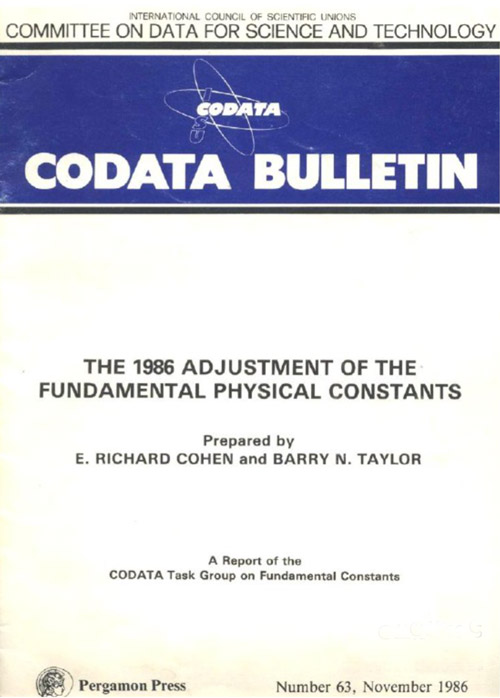 INTERNATIONAL COUNCIL OF SCIENTIFIC UNIONS
COMMITTEE ON DATA FOR SCIENCE AND TECHNOLOGY
CODATA
CODATA BULLETIN
THE 1986 ADJUSTMENT OF THE
FUNDAMENTAL PHYSICAL CONSTANTS
Prepared by
E. RICHARD COHEN and BARRY N. TAYLOR
A Report of the
CODATA Task Group on Fundamental Constants
Pergamon Press
Number 63, November 1986